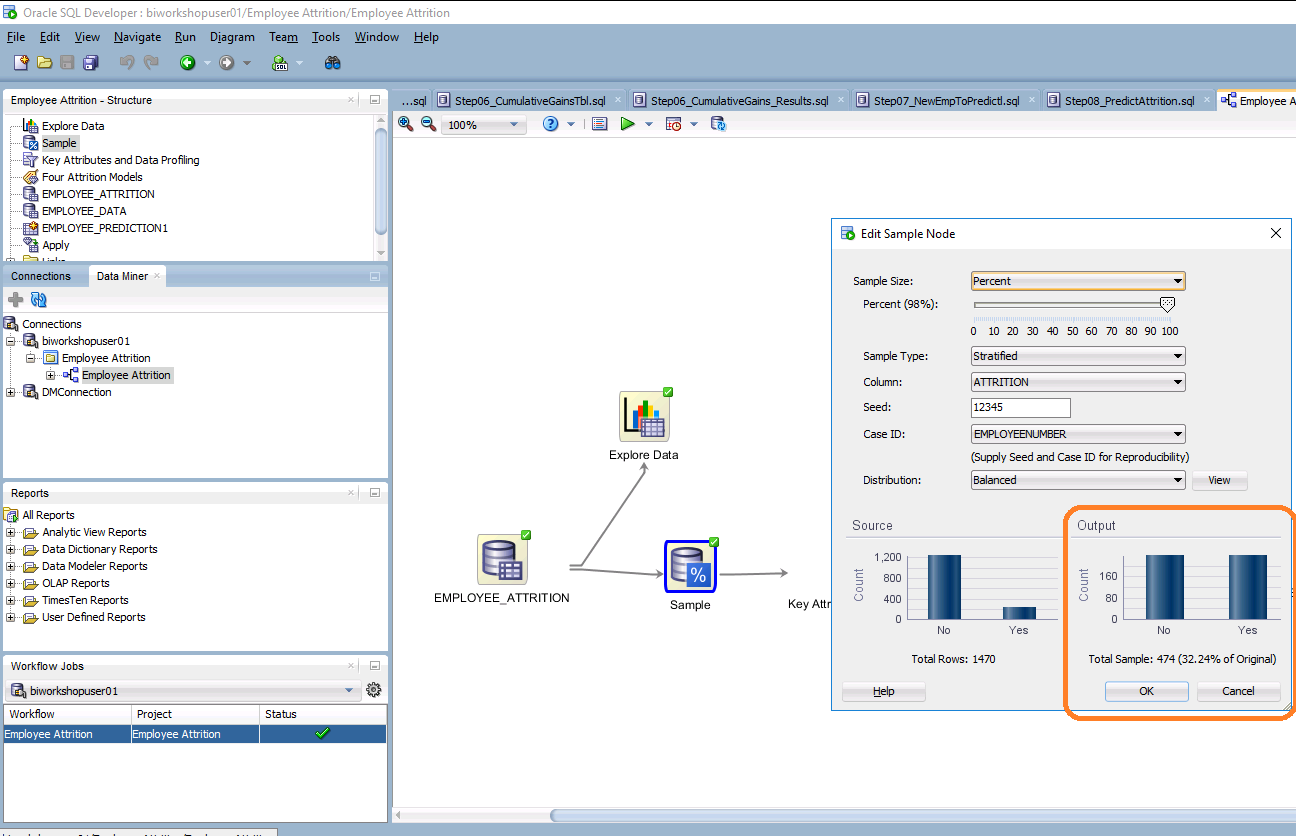 Oracle SQL Developer : biworkshopuser01/Employee Attrition/Employee Attrition
File Edit View Navigate Run Diagram Team Tools Window Help
Employee Attrition - Structure
Explore Data
Sample
Key Attributes and Data Profiling
Four Attrition Models
EMPLOYEE_ATTRITION
EMPLOYEE_DATA
EMPLOYEE_PREDICTION1
Apply
Links
Connections Data Miner
Connections
biworkshopuser01
Employee Attrition
Employee Attrition
DMConnection
Reports
All Reports
Analytic View Reports
Data Dictionary Reports
Data Modeler Reports
OLAP Reports
TimesTen Reports
User Defined Reports
Workflow Jobs
biworkshopuser01
Workflow Project Status
Employee Attrition Employee Attrition
...sql Step06_CumulativeGainsTbl.sql Step06_CumulativeGains_Results.sql Step07_NewEmpToPredictl.sql Step08_PredictAttrition.sql Employee A
100%
Explore Data
EMPLOYEE_ATTRITION
%
Sample
Key Attr
Edit Sample Node
Sample Size: Percent
Percent (98%):
0 10 20 30 40 50 60 70 80 90 100
Sample Type: Stratified
Column: ATTRITION
Seed: 12345
Case ID: EMPLOYEENUMBER
(Supply Seed and Case ID for Reproducibility)
Distribution: Balanced View
Source
Count
1,200
800
400
0
No Yes
Total Rows: 1470
Output
Count
160
80
0
No Yes
Total Sample: 474 (32.24% of Original)
Help OK Cancel